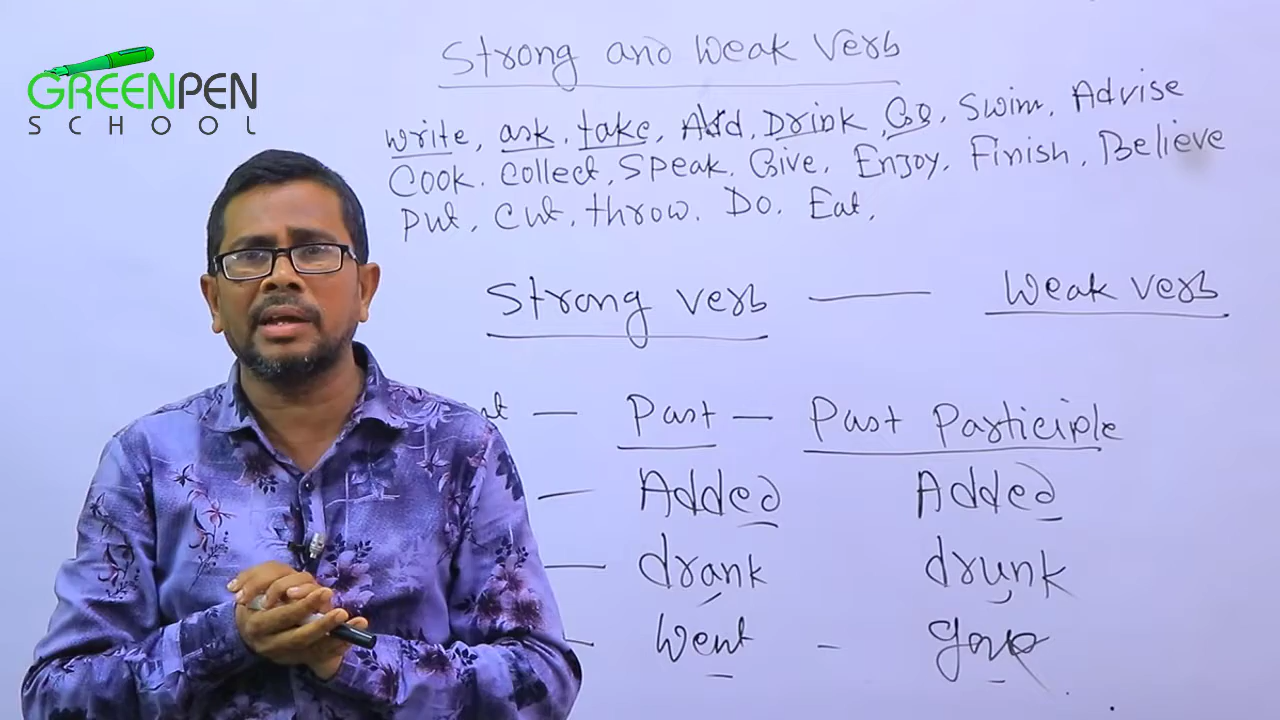 GREENPEN
SCHOOL
Strong and Weak Verb
Write, ask, take, Add, Drink, Go, Swim, Advise
Cook, Collect, Speak, Give, Enjoy, Finish, Believe
Put, Cut, throw, Do, Eat,
Strong verb — Weak verb
— Past — Past Participle
— Added Added
— drank drunk
— Went -